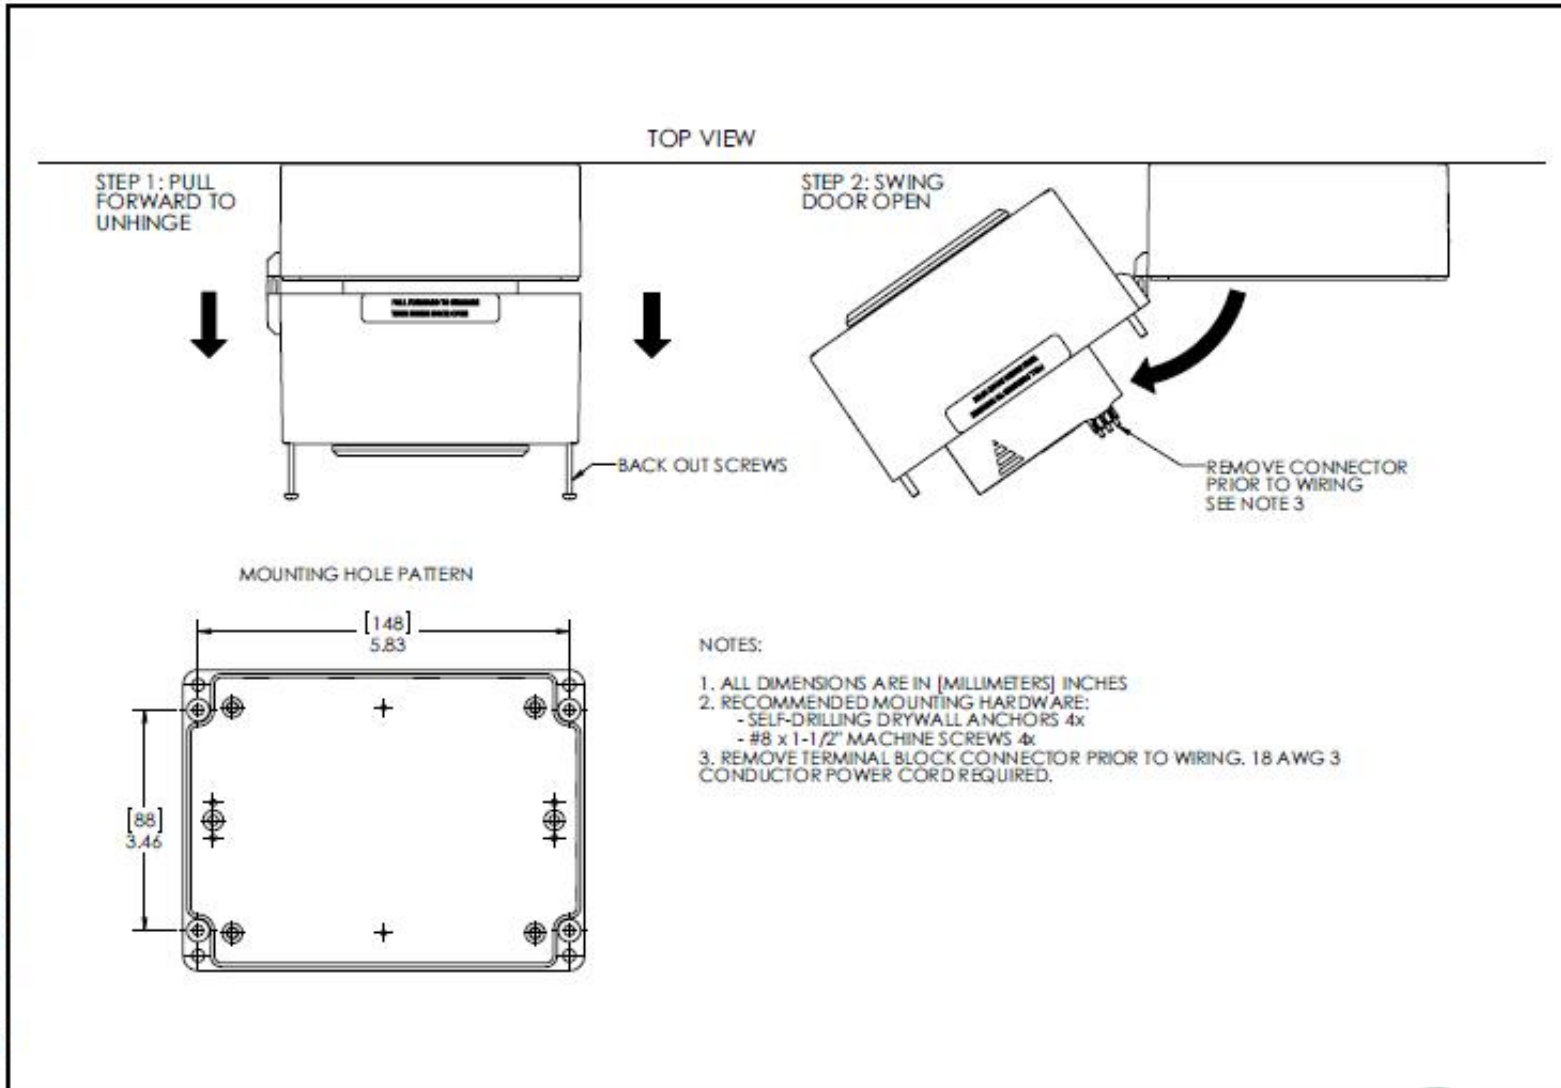 TOP VIEW
STEP 1: PULL
FORWARD TO
UNHINGE
STEP 2: SWING
DOOR OPEN
BACK OUT SCREWS
REMOVE CONNECTOR
PRIOR TO WIRING
SEE NOTE 3
MOUNTING HOLE PATTERN
[148]
5.83
[88]
3.46
NOTES:
1. ALL DIMENSIONS ARE IN [MILLIMETERS] INCHES
2. RECOMMENDED MOUNTING HARDWARE:
- SELF-DRILLING DRYWALL ANCHORS 4x
- #8 x 1-1/2" MACHINE SCREWS 4x
3. REMOVE TERMINAL BLOCK CONNECTOR PRIOR TO WIRING. 18 AWG 3
CONDUCTOR POWER CORD REQUIRED.